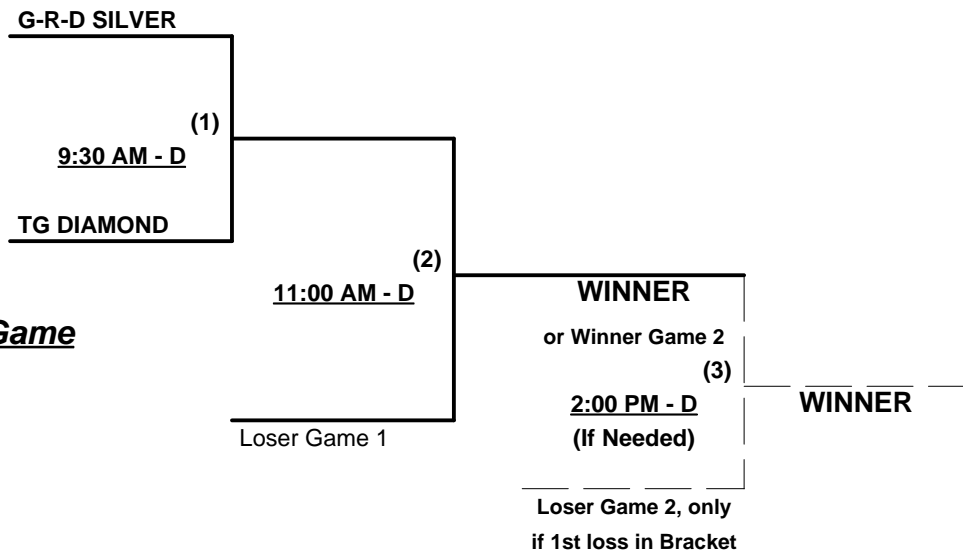 G-R-D SILVER
(1)
9:30 AM - D
TG DIAMOND
(2)
11:00 AM - D
WINNER
Game
or Winner Game 2
(3)
2:00 PM - D
WINNER
(If Needed)
Loser Game 1
Loser Game 2, only
if 1st loss in Bracket